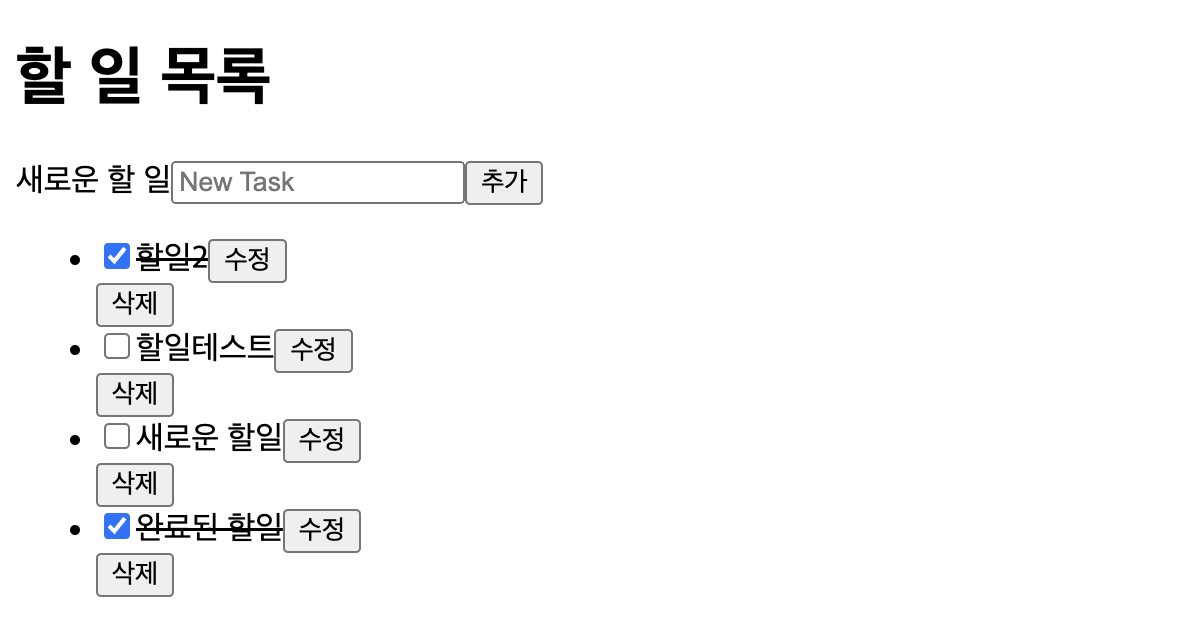 할 일 목록
새로운 할 일 New Task 추가
할일2 수정
삭제
할일테스트 수정
삭제
새로운 할일 수정
삭제
완료된 할일 수정
삭제